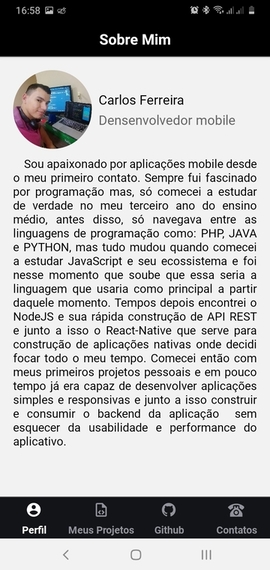 16:58
Sobre Mim
Carlos Ferreira
Densenvolvedor mobile
Sou apaixonado por aplicações mobile desde
o meu primeiro contato. Sempre fui fascinado
por programação mas, só comecei a estudar
de verdade no meu terceiro ano do ensino
médio, antes disso, só navegava entre as
linguagens de programação como: PHP, JAVA
e PYTHON, mas tudo mudou quando comecei
a estudar JavaScript e seu ecossistema e foi
nesse momento que soube que essa seria a
linguagem que usaria como principal a partir
daquele momento. Tempos depois encontrei o
NodeJS e sua rápida construção de API REST
e junto a isso o React-Native que serve para
construção de aplicações nativas onde decidi
focar todo o meu tempo. Comecei então com
meus primeiros projetos pessoais e em pouco
tempo já era capaz de desenvolver aplicações
simples e responsivas e junto a isso construir
e consumir o backend da aplicação sem
esquecer da usabilidade e performance do
aplicativo.
Perfil
Meus Projetos
Github
Contatos